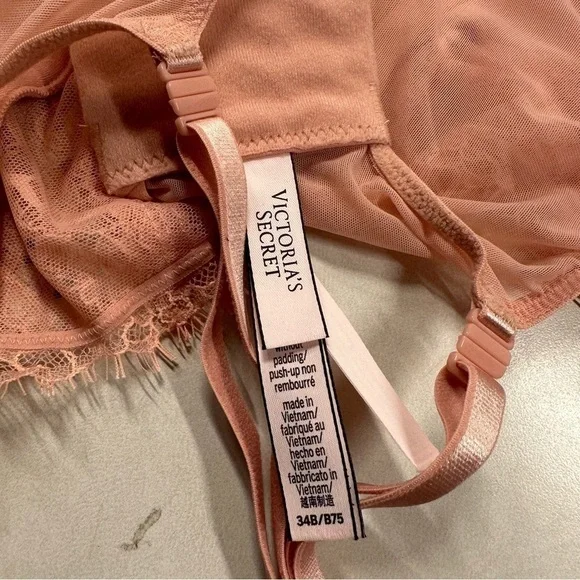 VICTORIA'S
SECRET
without
padding/
push-up non
rembourré
made in
Vietnam/
fabriqué au
Vietnam/
hecho en
Vietnam/
fabbricato in
Vietnam/
越南制造
34B/B75